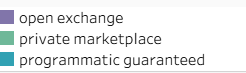 open exchange
private marketplace
programmatic guaranteed